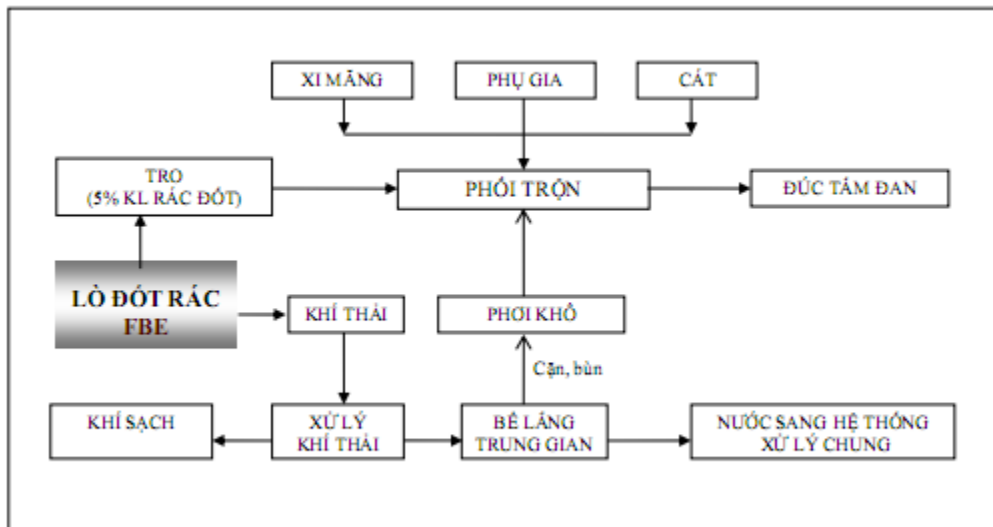 XI MĂNG
PHỤ GIA
CÁT
TRO
(5% KL RÁC ĐỐT)
PHỐI TRỘN
ĐÚC TẤM ĐAN
LÒ ĐỐT RÁC
FBE
KHÍ THẢI
PHƠI KHÔ
Cặn, bùn
KHÍ SẠCH
XỬ LÝ
KHÍ THẢI
BỂ LẮNG
TRUNG GIAN
NƯỚC SANG HỆ THỐNG
XỬ LÝ CHUNG